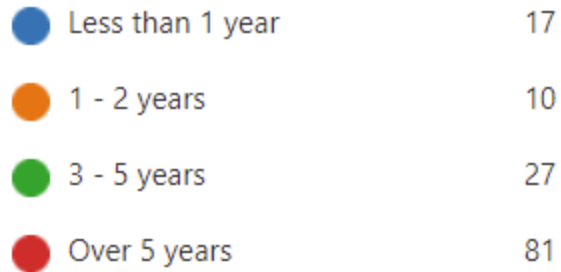 Less than 1 year 17
1 - 2 years 10
3 - 5 years 27
Over 5 years 81